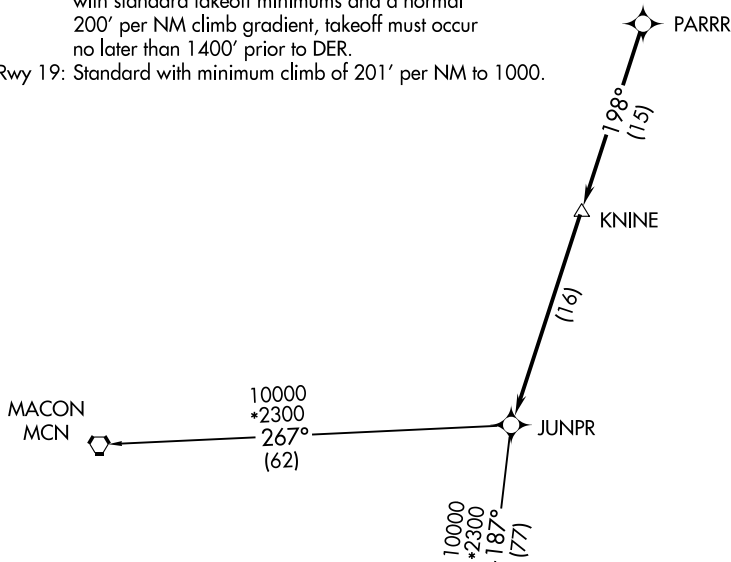 with standard takeoff minimums and a normal
200' per NM climb gradient, takeoff must occur
no later than 1400' prior to DER.
Rwy 19: Standard with minimum climb of 201' per NM to 1000.
PARRR
198°
(15)
KNINE
(16)
10000
*2300
267°
(62)
MACON
MCN
JUNPR
10000
*2300
187°
(77)